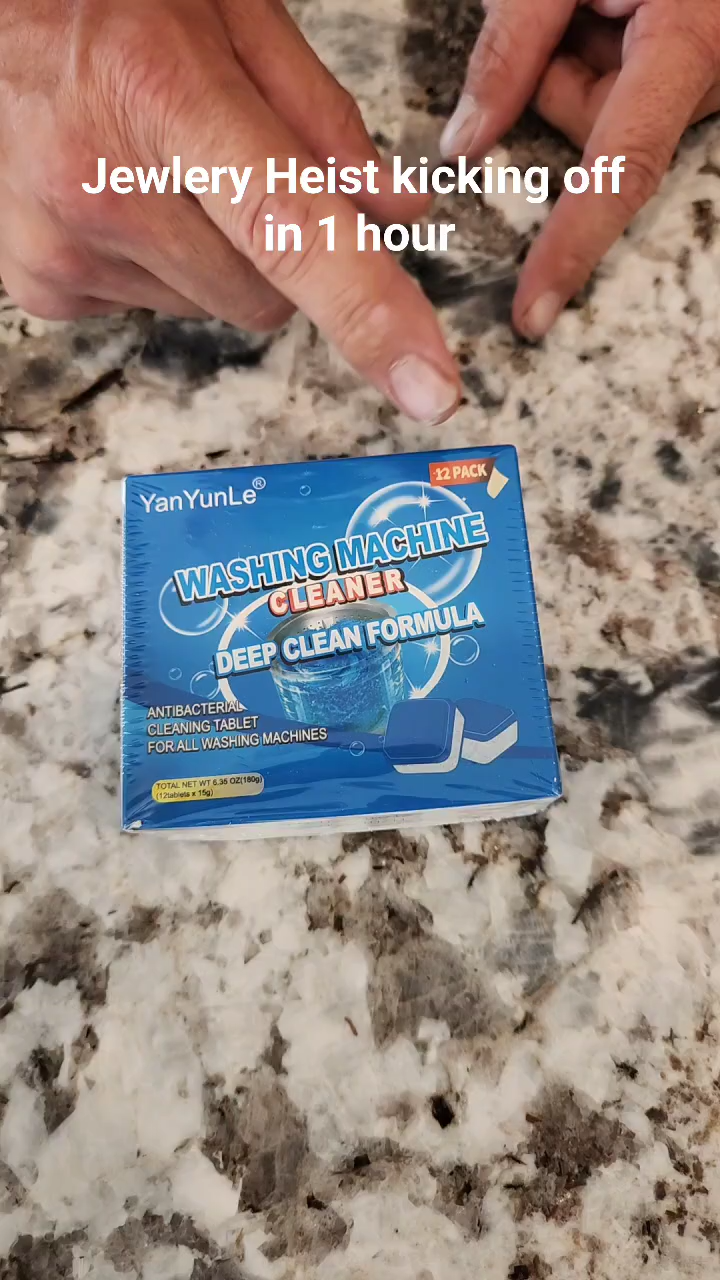 Jewlery Heist kicking off
in 1 hour
12 PACK
YanYunLe®
WASHING MACHINE
CLEANER
DEEP CLEAN FORMULA
ANTIBACTERIAL
CLEANING TABLET
FOR ALL WASHING MACHINES
TOTAL NET WT 6.35 OZ(180g)
(12tablets x 15g)